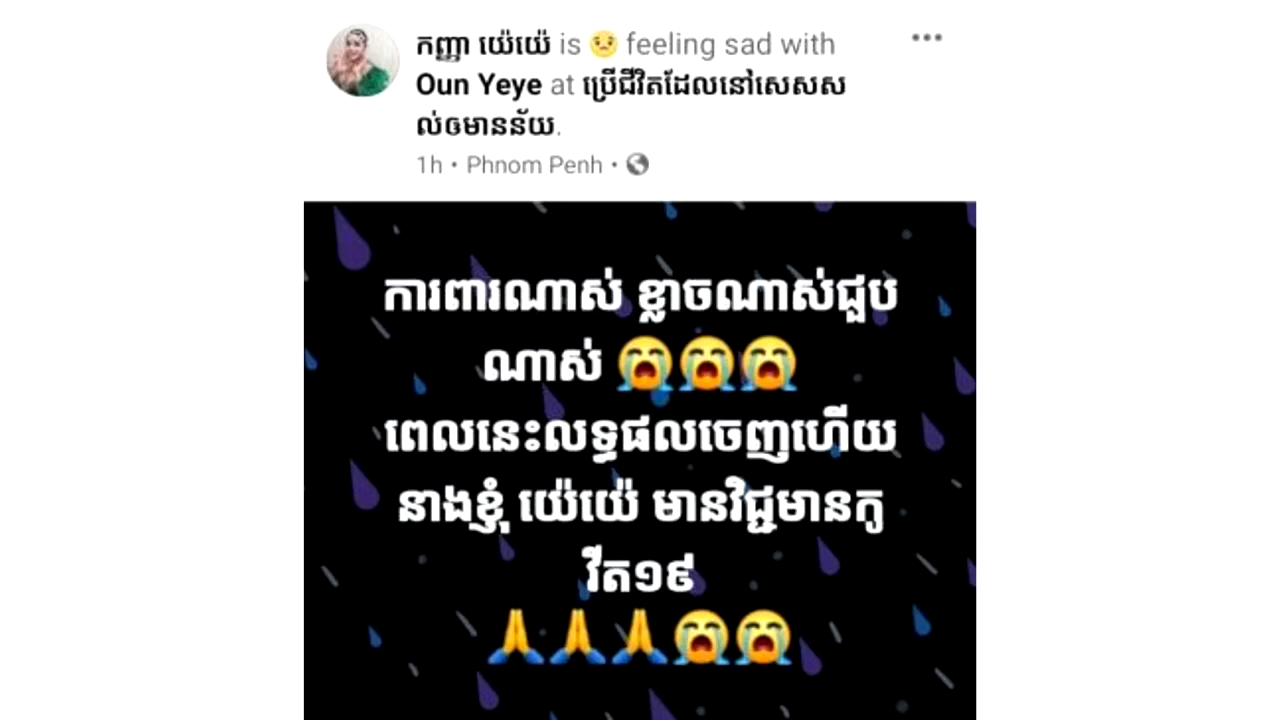 កញ្ញា យ៉េយ៉េ is 😟 feeling sad with
Oun Yeye at ប្រើជីវិតដែលនៅសេសស
ល់ឲមានន័យ.
1h • Phnom Penh •
ការពារណាស់ ខ្លាចណាស់ជួប
ណាស់ 😭😭😭
ពេលនេះលទ្ធផលចេញហើយ
នាងខ្ញុំ យ៉េយ៉េ មានវិជ្ជមានកូ
វីត១៩
🙏🙏🙏😭😭